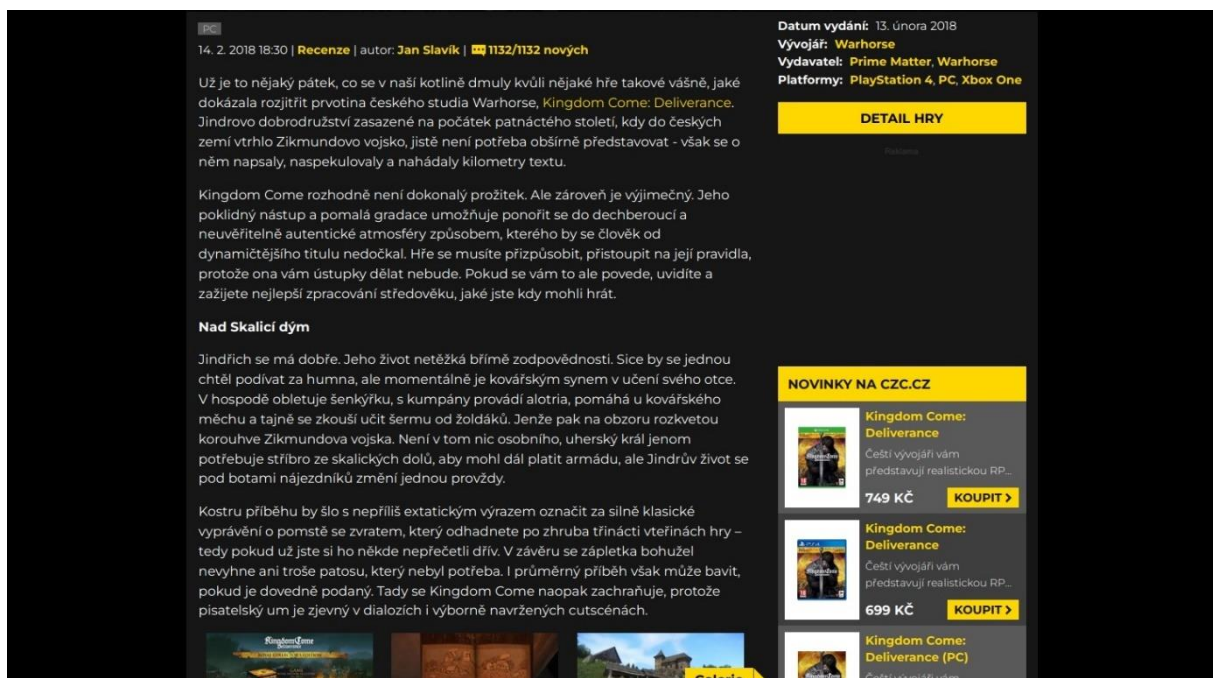 PC
14. 2. 2018 18:30 | Recenze | autor: Jan Slavík | 1132/1132 nových
Už je to nějaký pátek, co se v naší kotlině dmuly kvůli nějaké hře takové vášně, jaké
dokázala rozjitřit prvotina českého studia Warhorse, Kingdom Come: Deliverance.
Jindrovo dobrodružství zasazené na počátek patnáctého století, kdy do českých
zemí vtrhlo Zikmundovo vojsko, jistě není potřeba obšírně představovat - však se o
něm napsaly, naspekulovaly a nahádaly kilometry textu.
Kingdom Come rozhodně není dokonalý prožitek. Ale zároveň je výjimečný. Jeho
poklidný nástup a pomalá gradace umožňuje ponořit se do dechberoucí a
neuvěřitelně autentické atmosféry způsobem, kterého by se člověk od
dynamičtějšího titulu nedočkal. Hře se musíte přizpůsobit, přistoupit na její pravidla,
protože ona vám ústupky dělat nebude. Pokud se vám to ale povede, uvidíte a
zažijete nejlepší zpracování středověku, jaké jste kdy mohli hrát.
Nad Skalicí dým
Jindřich se má dobře. Jeho život netěžká břímě zodpovědnosti. Sice by se jednou
chtěl podívat za humna, ale momentálně je kovářským synem v učení svého otce.
V hospodě obletuje šenkýřku, s kumpány provádí alotria, pomáhá u kovářského
měchu a tajně se zkouší učit šermu od žoldáků. Jenže pak na obzoru rozkvetou
korouhve Zikmundova vojska. Není v tom nic osobního, uherský král jenom
potřebuje stříbro ze skalických dolů, aby mohl dál platit armádu, ale Jindrův život se
pod botami nájezdníků změní jednou provždy.
Kostru příběhu by šlo s nepříliš extatickým výrazem označit za silně klasické
vyprávění o pomstě se zvratem, který odhadnete po zhruba třinácti vteřinách hry –
tedy pokud už jste si ho někde nepřečetli dřív. V závěru se zápletka bohužel
nevyhne ani troše patosu, který nebyl potřeba. I průměrný příběh však může bavit,
pokud je dovedně podaný. Tady se Kingdom Come naopak zachraňuje, protože
pisatelský um je zjevný v dialozích i výborně navržených cutscénách.
Kingdom Come
Galerie
Datum vydání: 13. února 2018
Vývojář: Warhorse
Vydavatel: Prime Matter, Warhorse
Platformy: PlayStation 4, PC, Xbox One
DETAIL HRY
Reklama
NOVINKY NA CZC.CZ
Kingdom Come:
Deliverance
Čeští vývojáři vám
představují realistickou RP...
749 KČ KOUPIT
Kingdom Come:
Deliverance
Čeští vývojáři vám
představují realistickou RP...
699 KČ KOUPIT
Kingdom Come:
Deliverance (PC)
Čeští vývojáři vám